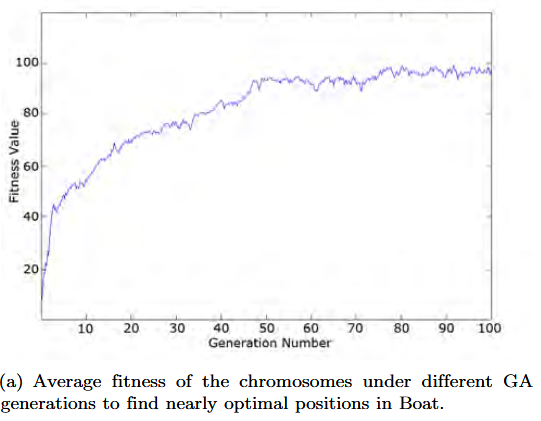 100
80
60
40
20
Fitness Value
10 20 30 40 50 60 70 80 90 100
Generation Number
(a) Average fitness of the chromosomes under different GA
generations to find nearly optimal positions in Boat.